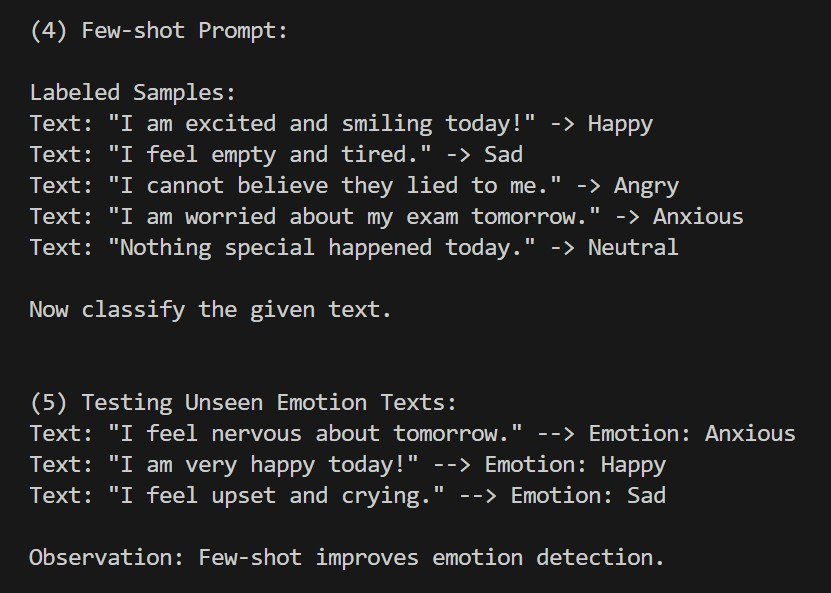 (4) Few-shot Prompt:
Labeled Samples:
Text: "I am excited and smiling today!" -> Happy
Text: "I feel empty and tired." -> Sad
Text: "I cannot believe they lied to me." -> Angry
Text: "I am worried about my exam tomorrow." -> Anxious
Text: "Nothing special happened today." -> Neutral
Now classify the given text.
(5) Testing Unseen Emotion Texts:
Text: "I feel nervous about tomorrow." --> Emotion: Anxious
Text: "I am very happy today!" --> Emotion: Happy
Text: "I feel upset and crying." --> Emotion: Sad
Observation: Few-shot improves emotion detection.